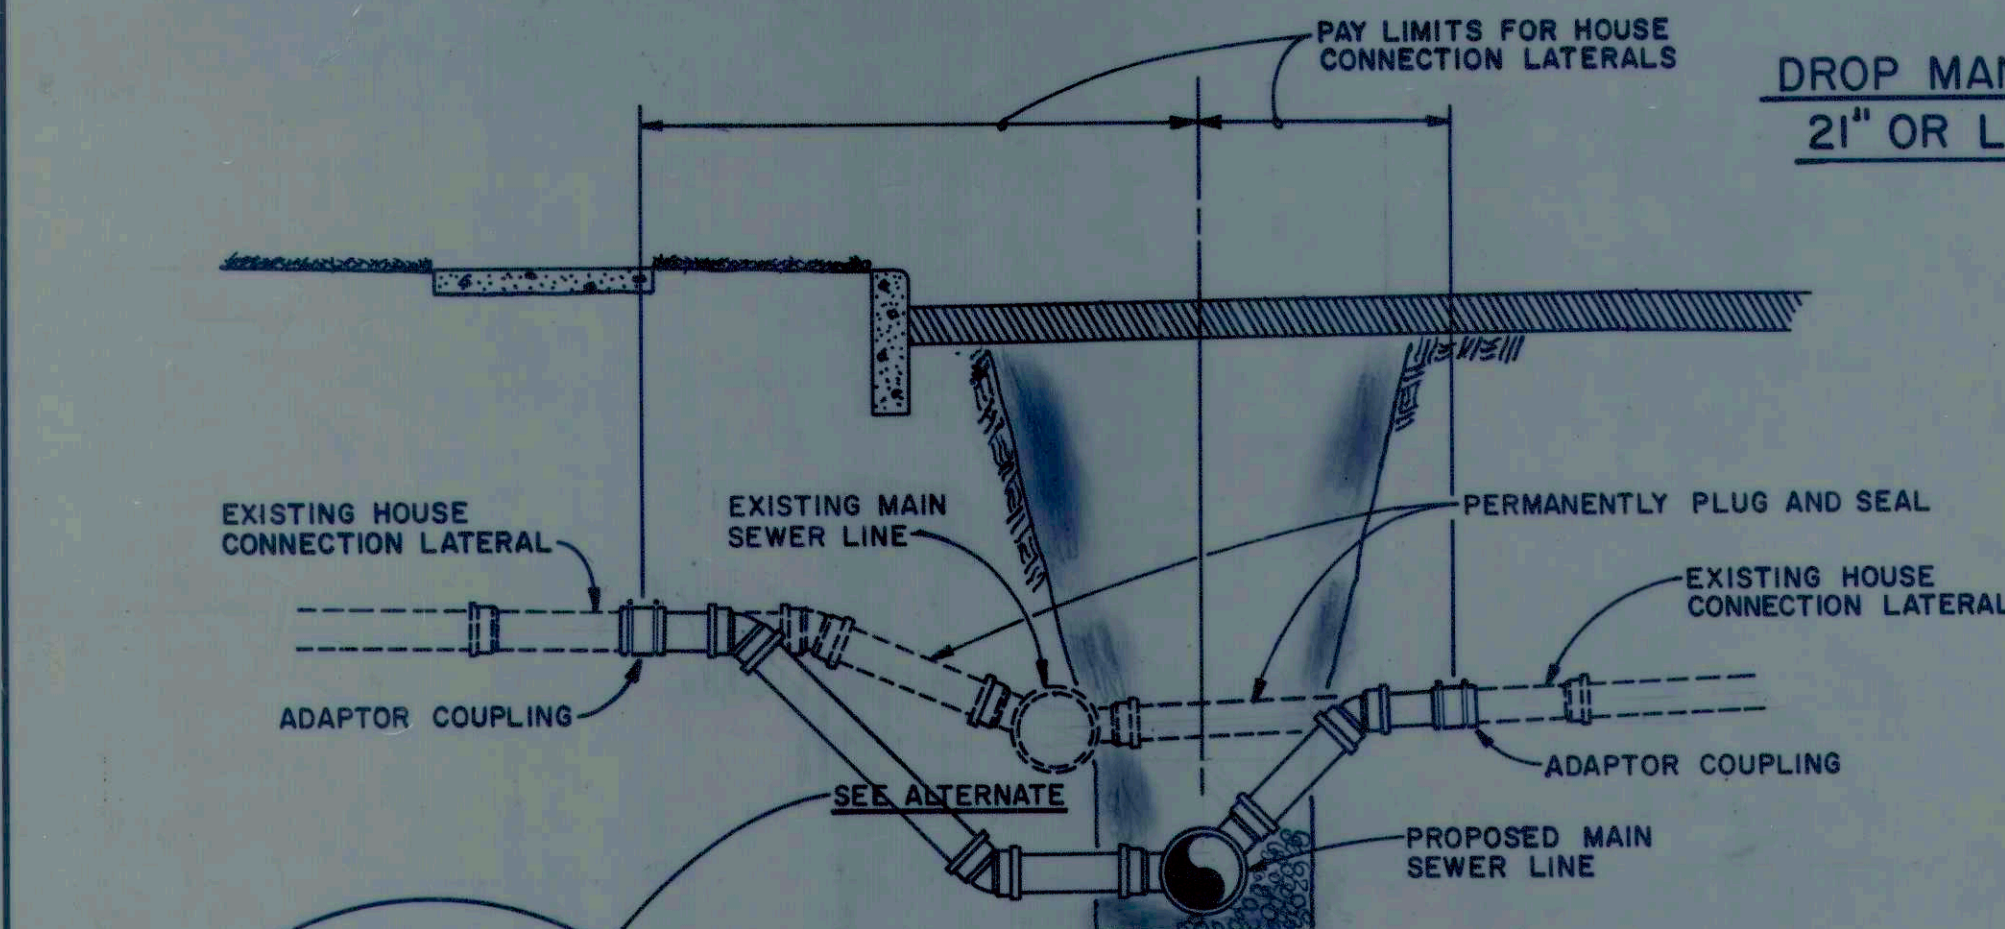 PAY LIMITS FOR HOUSE
CONNECTION LATERALS
DROP MAN
21" OR L
EXISTING HOUSE
CONNECTION LATERAL
EXISTING MAIN
SEWER LINE
PERMANENTLY PLUG AND SEAL
EXISTING HOUSE
CONNECTION LATERAL
ADAPTOR COUPLING
ADAPTOR COUPLING
SEE ALTERNATE
PROPOSED MAIN
SEWER LINE